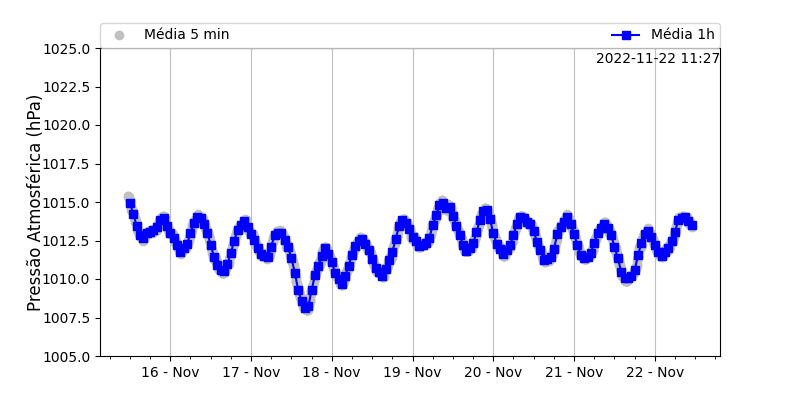 Média 5 min
Média 1h
2022-11-22 11:27
Pressão Atmosférica (hPa)
1025.0
1022.5
1020.0
1017.5
1015.0
1012.5
1010.0
1007.5
1005.0
16 - Nov
17 - Nov
18 - Nov
19 - Nov
20 - Nov
21 - Nov
22 - Nov